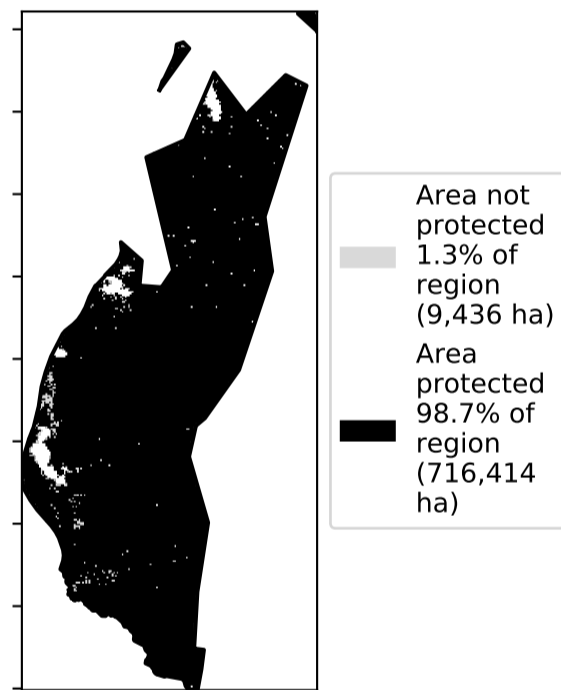 Area not
protected
1.3% of
region
(9,436 ha)
Area
protected
98.7% of
region
(716,414
ha)